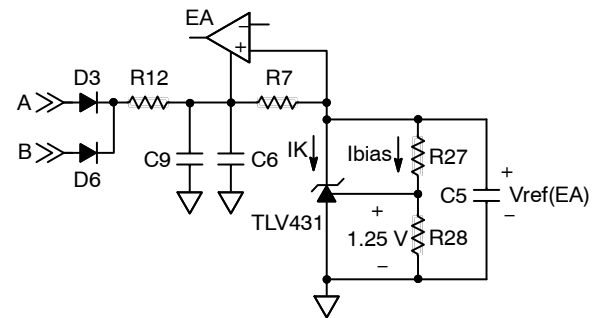 EA
−
+
D3
R12
R7
A
B
D6
C9
C6
IK
Ibias
R27
TLV431
+
1.25 V
−
R28
C5
+
Vref(EA)
−